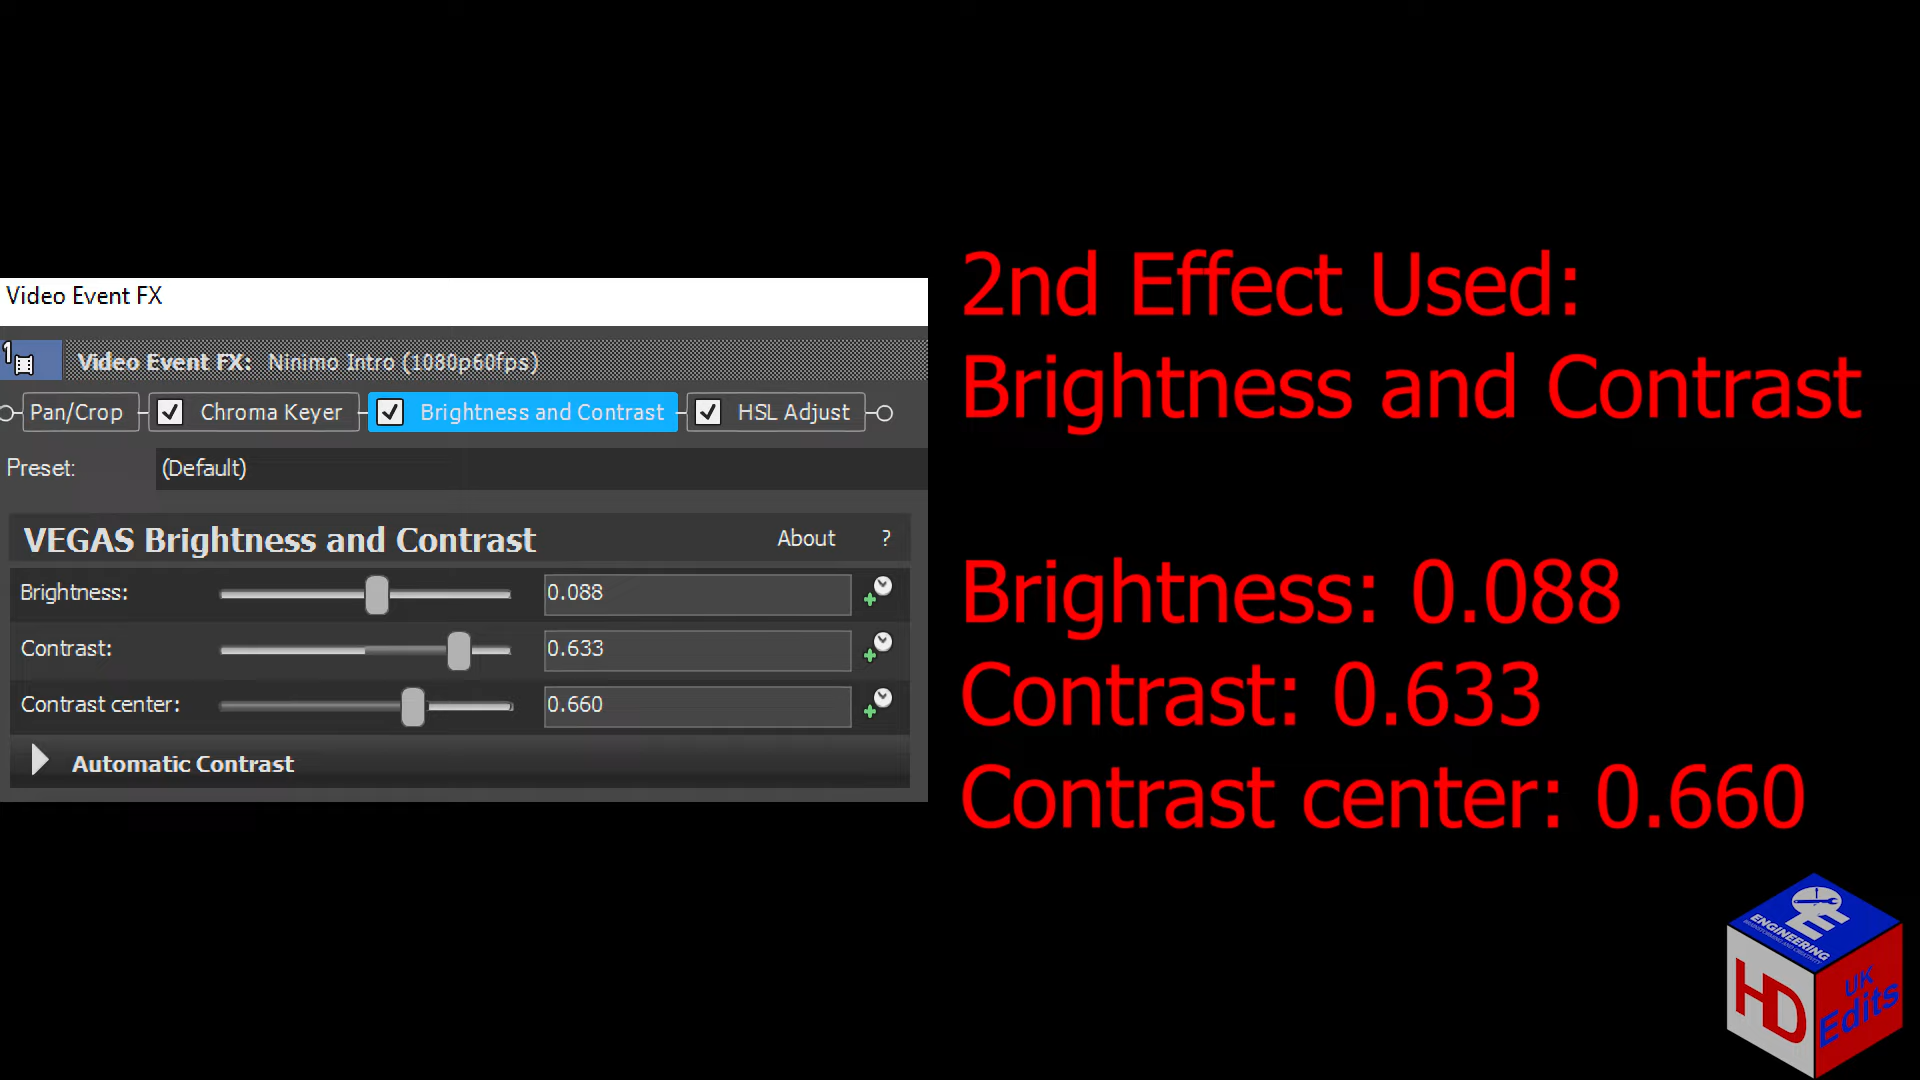 Video Event FX
1
Video Event FX: Ninimo Intro (1080p60fps)
Pan/Crop Chroma Keyer Brightness and Contrast HSL Adjust
Preset: (Default)
VEGAS Brightness and Contrast About ?
Brightness: 0.088
Contrast: 0.633
Contrast center: 0.660
Automatic Contrast
2nd Effect Used:
Brightness and Contrast
Brightness: 0.088
Contrast: 0.633
Contrast center: 0.660
E
ENGINEERING
HD
UK
Edits